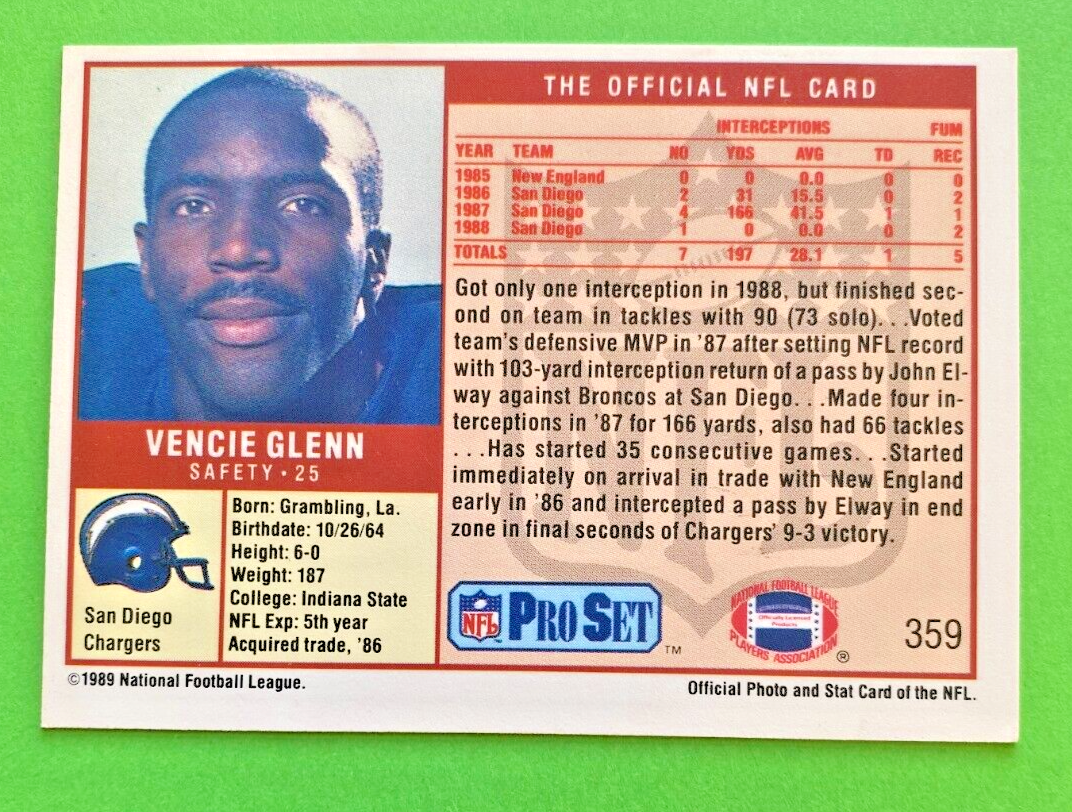 THE OFFICIAL NFL CARD
INTERCEPTIONS FUM
YEAR TEAM NO YDS AVG TD REC
1985 New England 0 0 0.0 0 0
1986 San Diego 2 31 15.5 0 2
1987 San Diego 4 166 41.5 1 1
1988 San Diego 1 0 0.0 0 2
TOTALS 7 197 28.1 1 5
Got only one interception in 1988, but finished sec-
ond on team in tackles with 90 (73 solo). . .Voted
team's defensive MVP in '87 after setting NFL record
with 103-yard interception return of a pass by John El-
way against Broncos at San Diego. . .Made four in-
terceptions in '87 for 166 yards, also had 66 tackles
. . .Has started 35 consecutive games. . .Started
immediately on arrival in trade with New England
early in '86 and intercepted a pass by Elway in end
zone in final seconds of Chargers' 9-3 victory.
VENCIE GLENN
SAFETY • 25
San Diego
Chargers
Born: Grambling, La.
Birthdate: 10/26/64
Height: 6-0
Weight: 187
College: Indiana State
NFL Exp: 5th year
Acquired trade, '86
NFL PRO SET ™
NATIONAL FOOTBALL LEAGUE
Officially Licensed
Products
PLAYERS ASSOCIATION ®
359
©1989 National Football League.
Official Photo and Stat Card of the NFL.